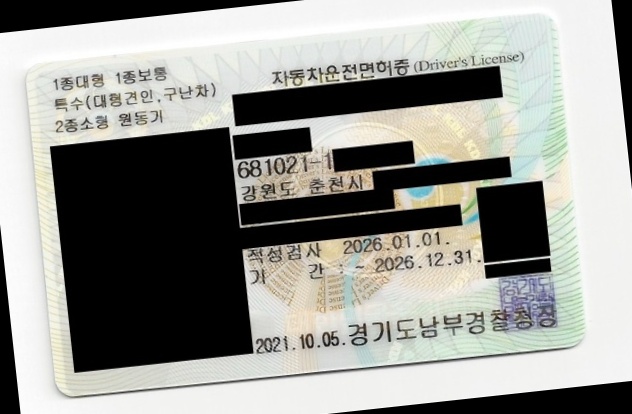 1종대형 1종보통
특수(대형견인,구난차)
2종소형 원동기
자동차운전면허증 (Driver's License)
681021-1
강원도 춘천시
적성검사 2026.01.01.
기 간 : ~ 2026.12.31.
2021.10.05.경기도남부경찰청장